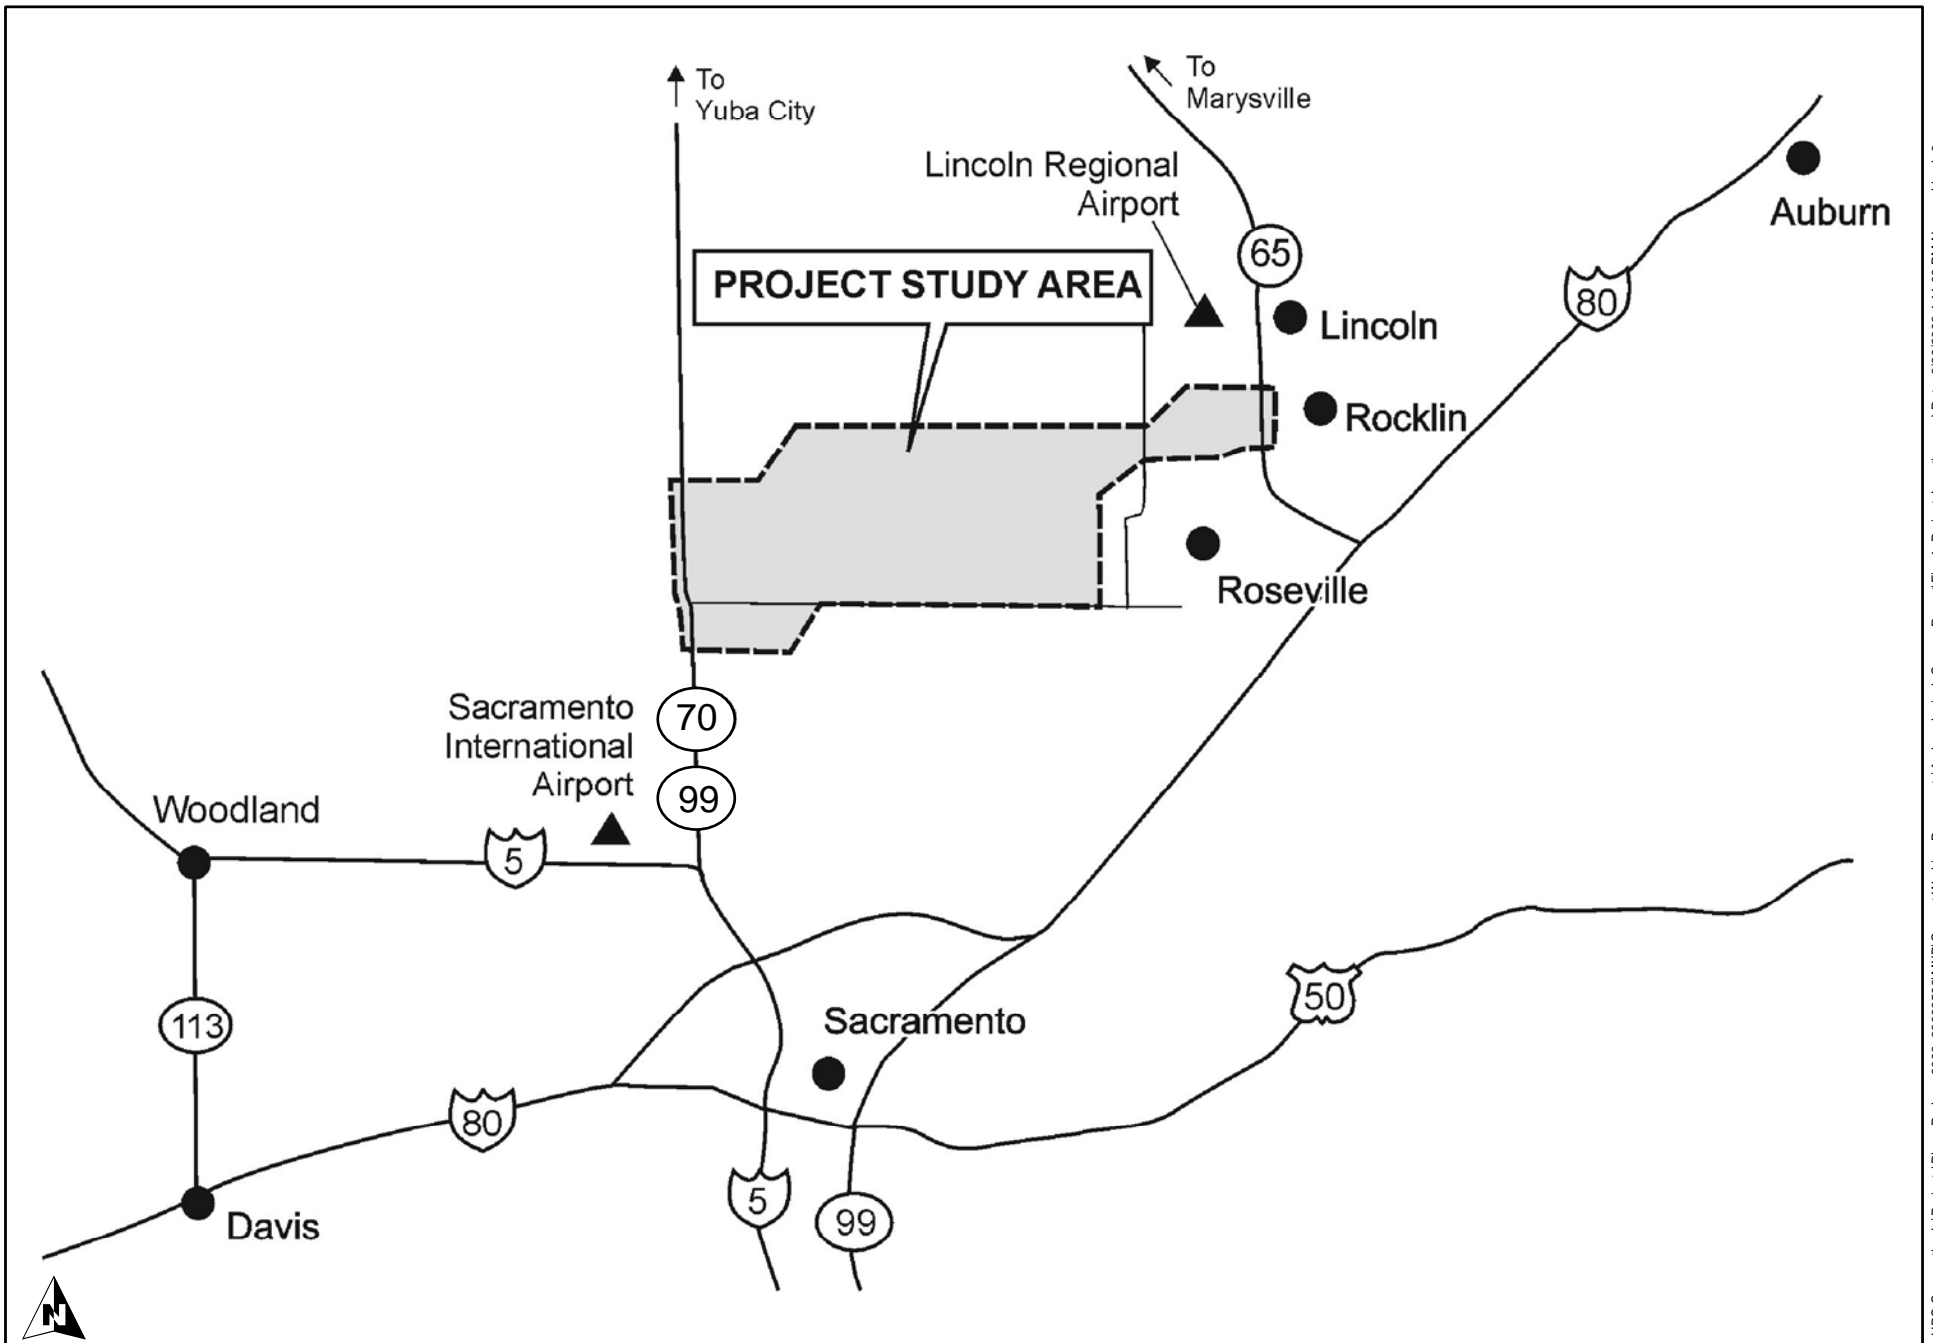 To
Yuba City
To
Marysville
Lincoln Regional
Airport
Auburn
65
PROJECT STUDY AREA
80
Lincoln
Rocklin
Roseville
Sacramento
International
Airport
70
99
Woodland
5
50
113
Sacramento
80
5
99
Davis
N